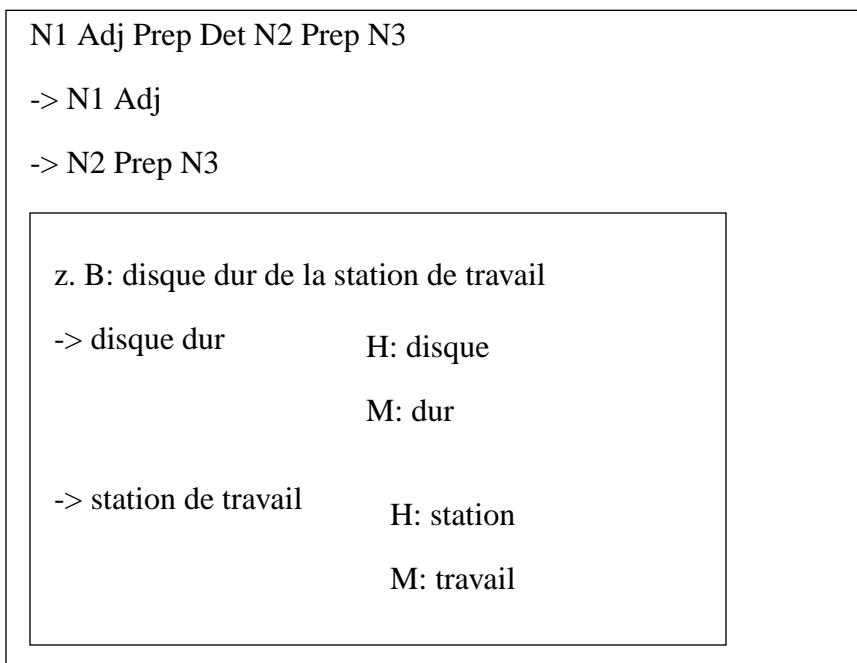 N1 Adj Prep Det N2 Prep N3
-> N1 Adj
-> N2 Prep N3
z. B: disque dur de la station de travail
-> disque dur H: disque
M: dur
-> station de travail H: station
M: travail